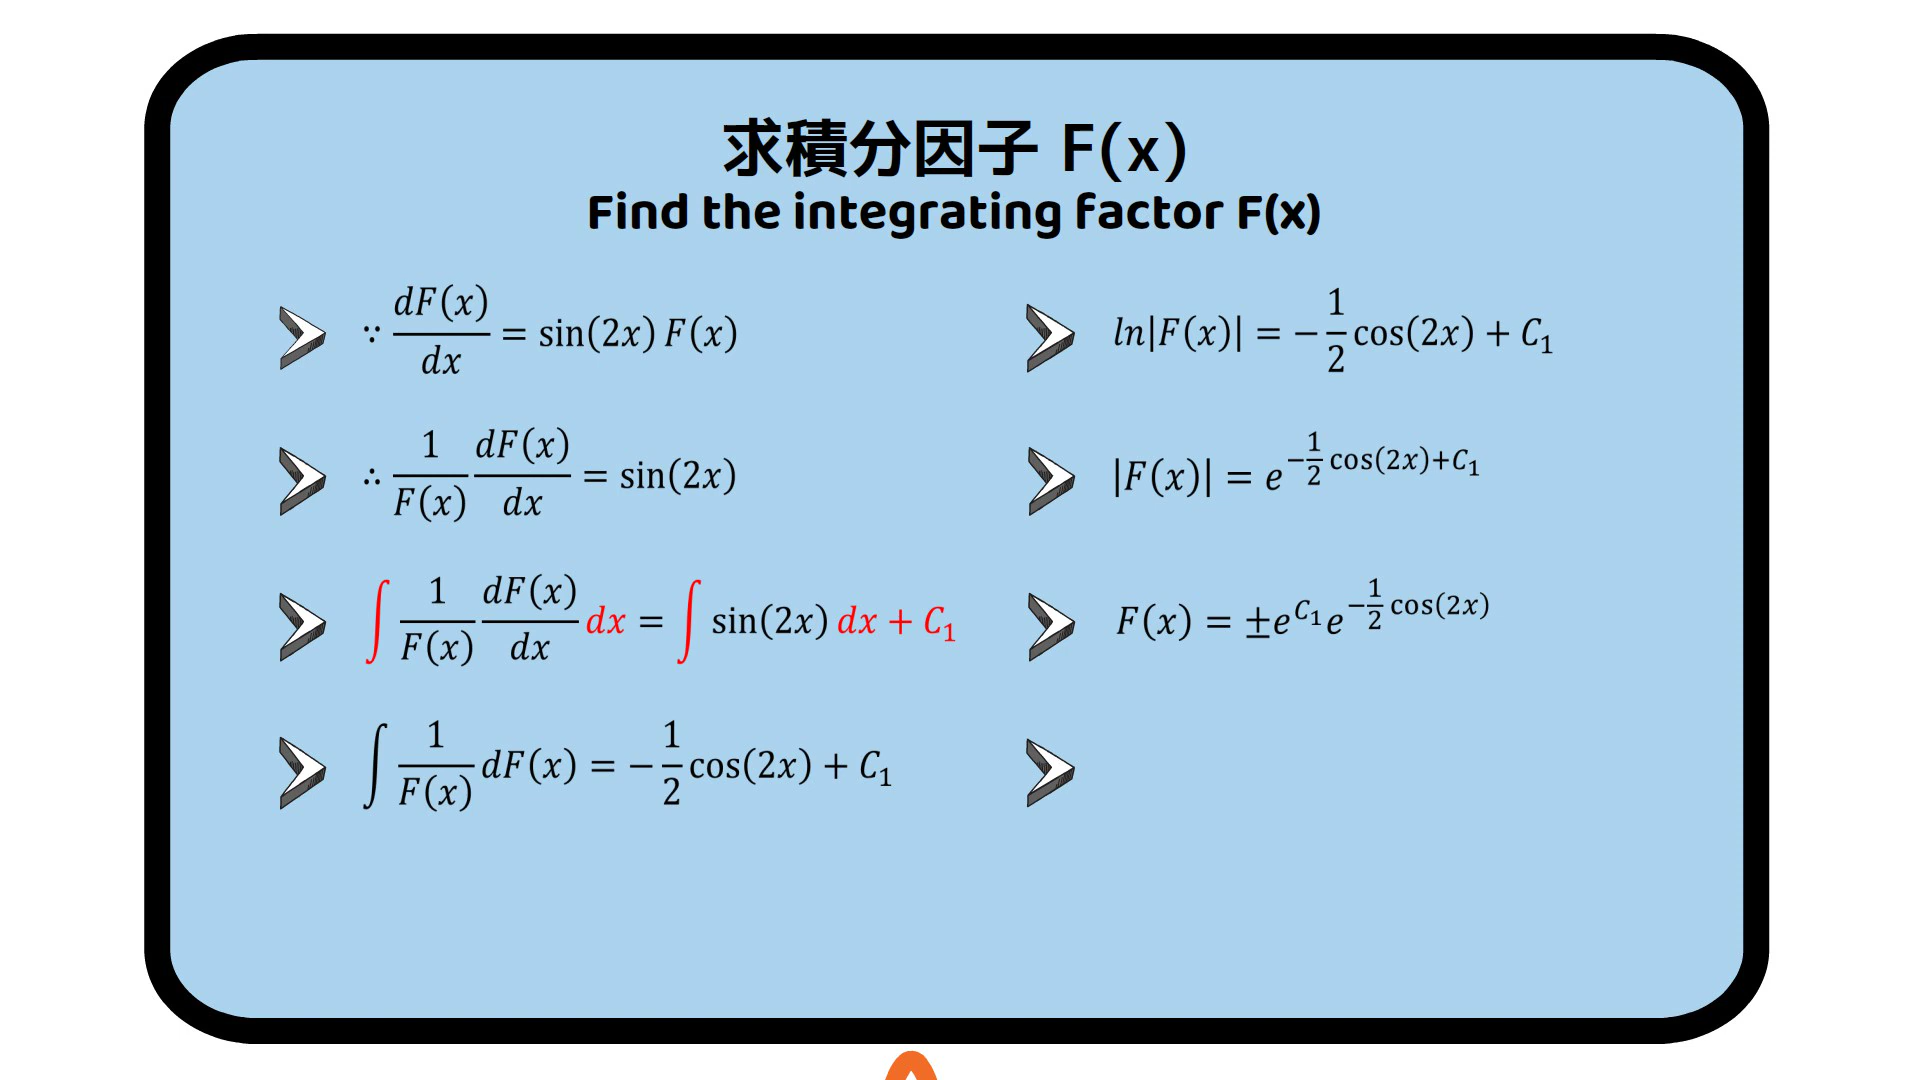 求積分因子 F(x)
Find the integrating factor F(x)
∵ dF(x)/dx = sin(2x) F(x)
∴ 1/F(x) dF(x)/dx = sin(2x)
∫ 1/F(x) dF(x)/dx dx = ∫ sin(2x) dx + C₁
∫ 1/F(x) dF(x) = −1/2 cos(2x) + C₁
ln|F(x)| = −1/2 cos(2x) + C₁
|F(x)| = e^(−1/2 cos(2x)+C₁)
F(x) = ±e^(C₁) e^(−1/2 cos(2x))